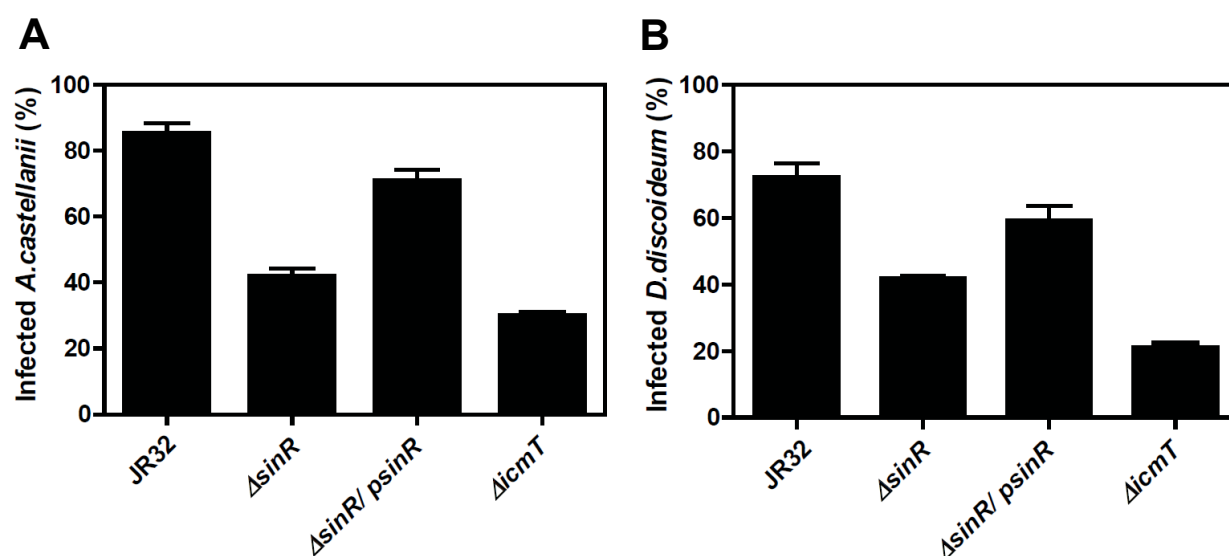 A
Infected A.castellanii (%)
100
80
60
40
20
0
JR32
ΔsinR
ΔsinR/ psinR
ΔicmT
B
Infected D.discoideum (%)
100
80
60
40
20
0
JR32
ΔsinR
ΔsinR/ psinR
ΔicmT